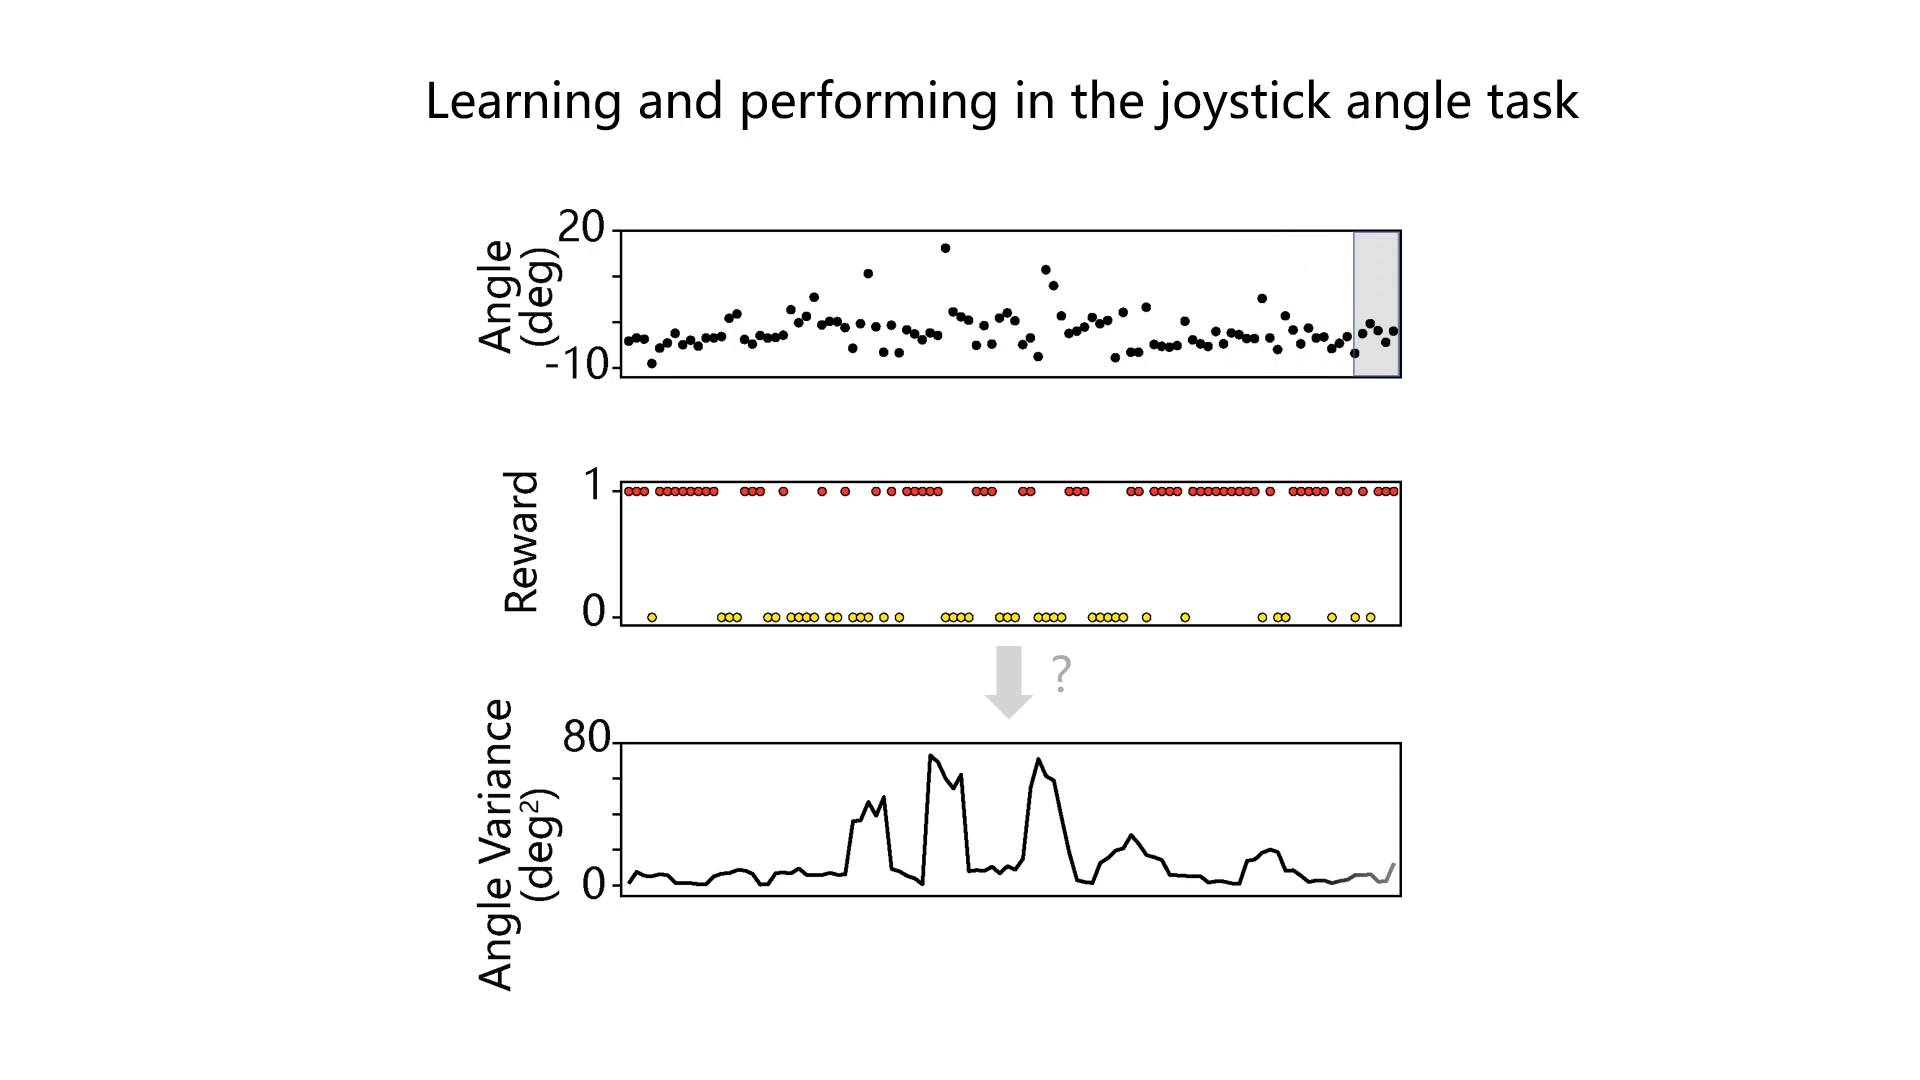 Learning and performing in the joystick angle task
Angle
(deg)
20
-10
Reward
1
0
?
Angle Variance
(deg²)
80
0